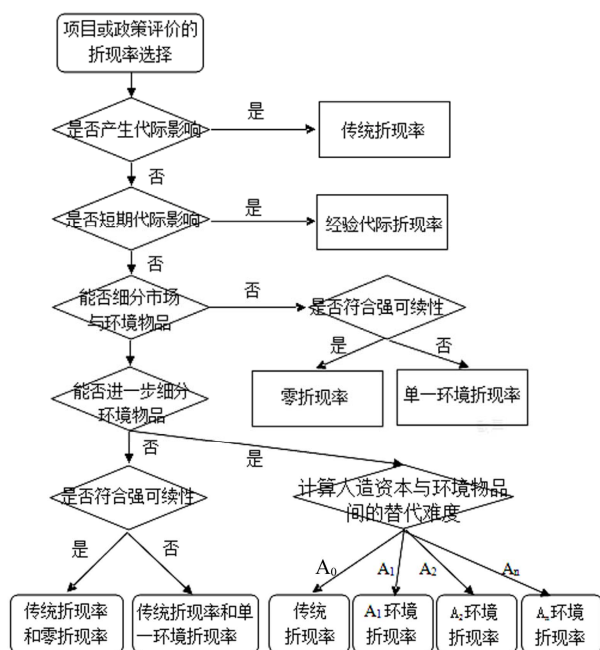 项目或政策评价的
折现率选择
是否产生代际影响
是
传统折现率
否
是否短期代际影响
是
经验代际折现率
否
能否细分市场
与环境物品
否
是否符合强可续性
是
否
是
零折现率
单一环境折现率
能否进一步细分
环境物品
否
是
是否符合强可续性
计算人造资本与环境物品
间的替代难度
是
否
A0
A1
A2
An
传统折现率
和零折现率
传统折现率和单
一环境折现率
传统
折现率
A1环境
折现率
A2环境
折现率
An环境
折现率